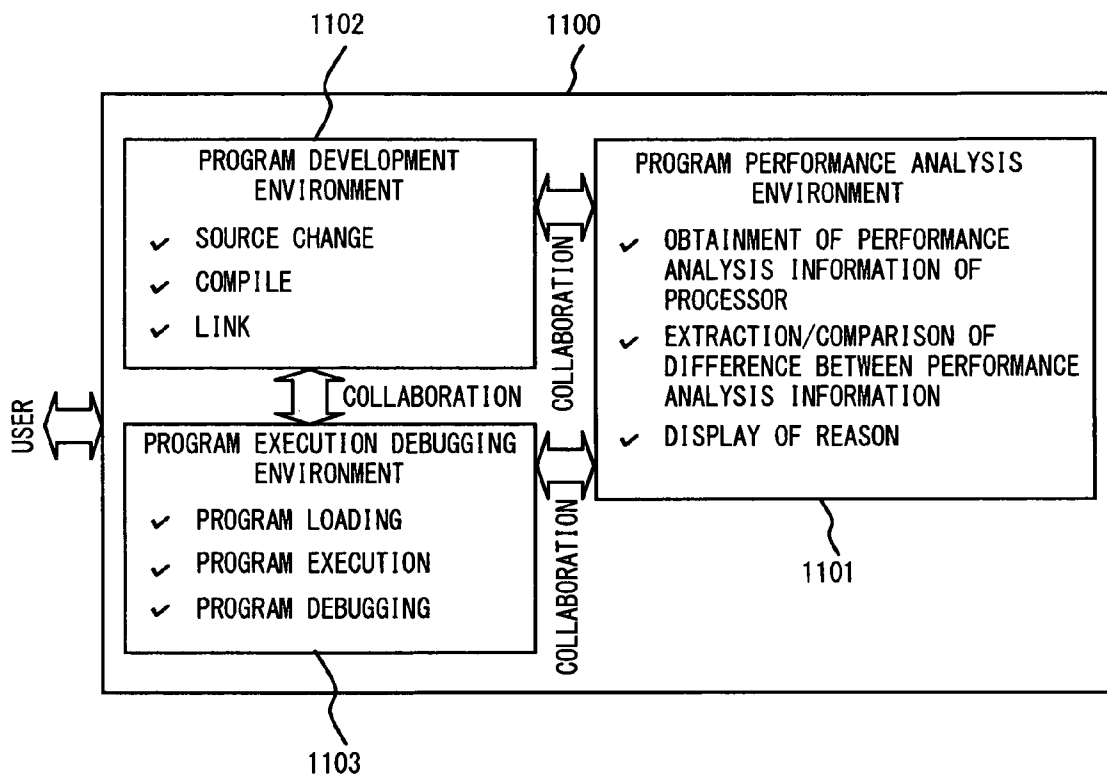 1102
1100
PROGRAM DEVELOPMENT
ENVIRONMENT
✓ SOURCE CHANGE
✓ COMPILE
✓ LINK
COLLABORATION
PROGRAM PERFORMANCE ANALYSIS
ENVIRONMENT
✓ OBTAINMENT OF PERFORMANCE
ANALYSIS INFORMATION OF
PROCESSOR
✓ EXTRACTION/COMPARISON OF
DIFFERENCE BETWEEN PERFORMANCE
ANALYSIS INFORMATION
✓ DISPLAY OF REASON
COLLABORATION
USER
PROGRAM EXECUTION DEBUGGING
ENVIRONMENT
✓ PROGRAM LOADING
✓ PROGRAM EXECUTION
✓ PROGRAM DEBUGGING
COLLABORATION
1101
1103